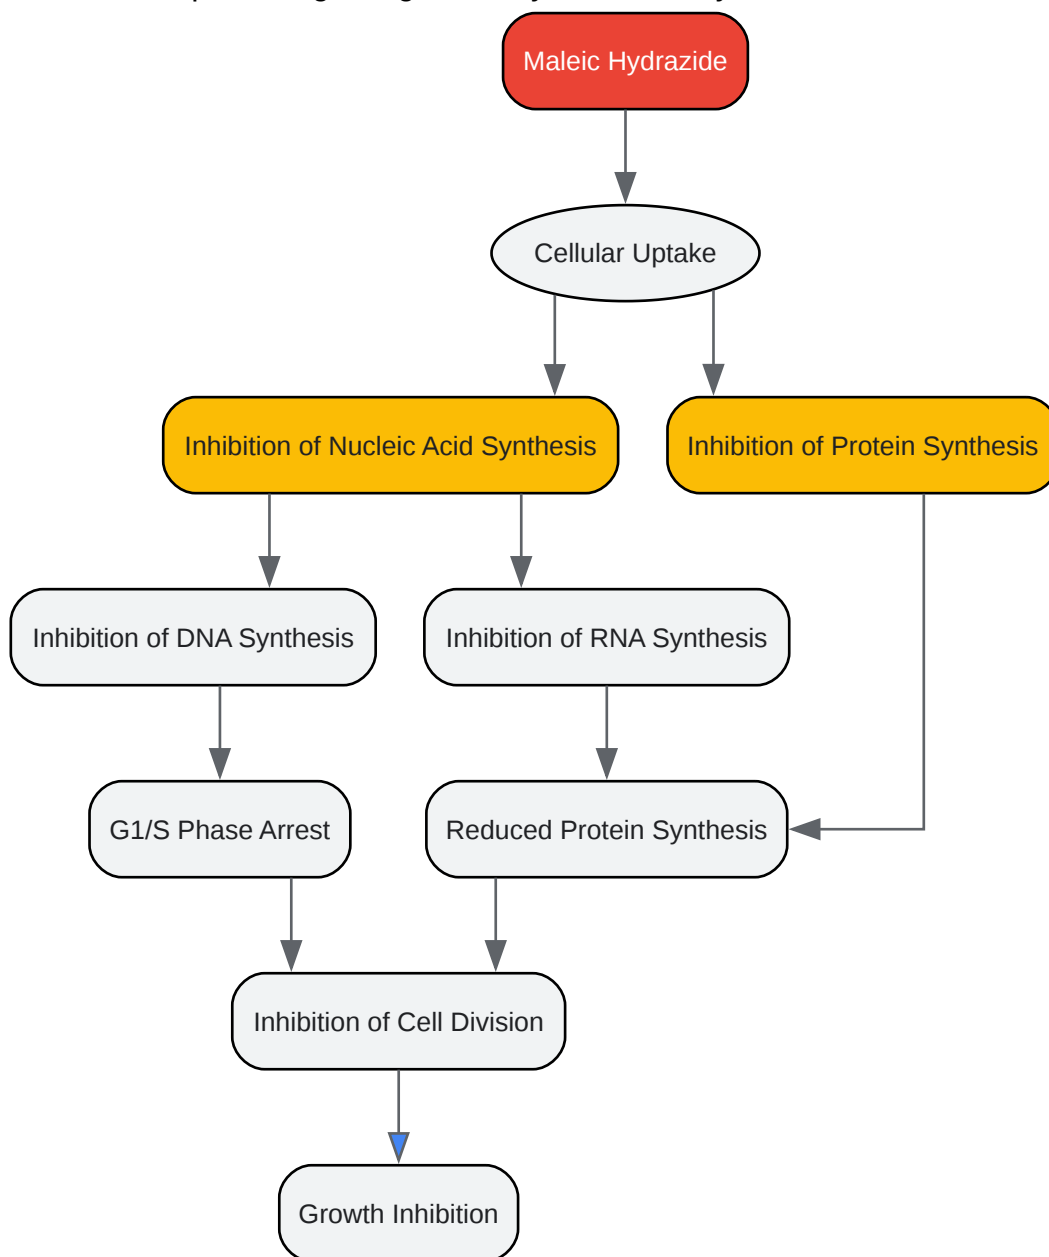 Maleic Hydrazide
Cellular Uptake
Inhibition of Nucleic Acid Synthesis
Inhibition of Protein Synthesis
Inhibition of DNA Synthesis
Inhibition of RNA Synthesis
G1/S Phase Arrest
Reduced Protein Synthesis
Inhibition of Cell Division
Growth Inhibition